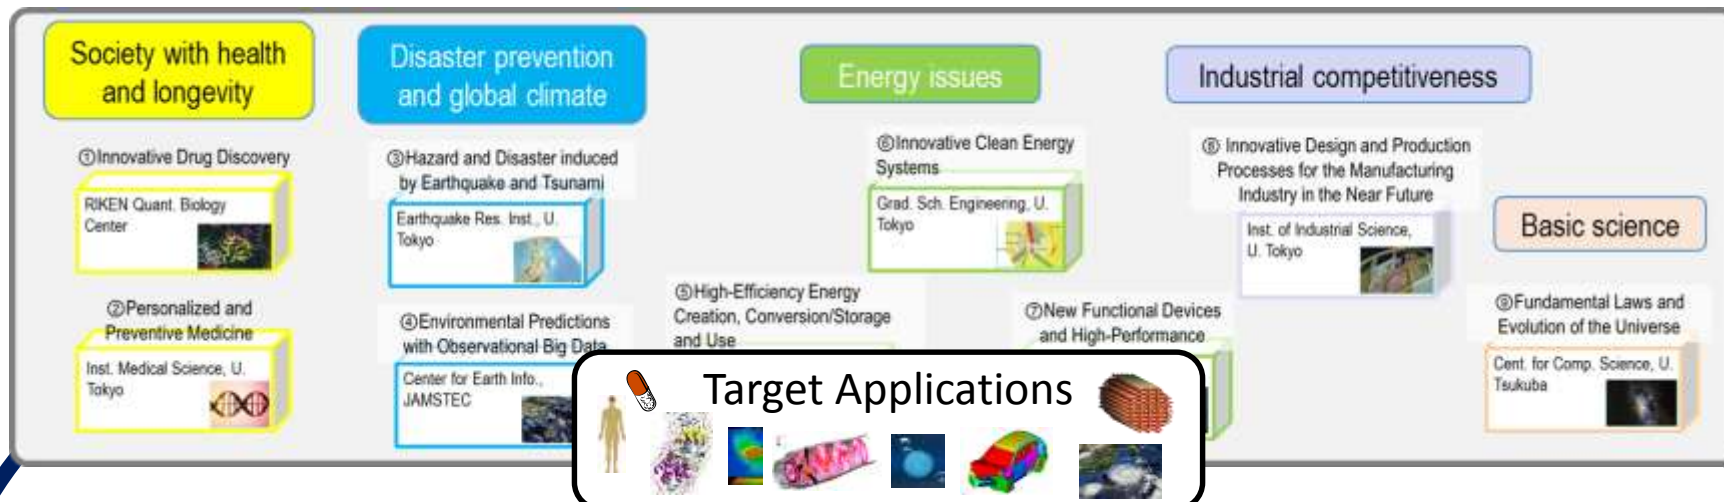 Society with health
and longevity
①Innovative Drug Discovery
RIKEN Quant. Biology
Center
②Personalized and
Preventive Medicine
Inst. Medical Science, U.
Tokyo
Disaster prevention
and global climate
③Hazard and Disaster induced
by Earthquake and Tsunami
Earthquake Res. Inst., U.
Tokyo
④Environmental Predictions
with Observational Big Data
Center for Earth Info.,
JAMSTEC
Energy issues
⑥Innovative Clean Energy
Systems
Grad. Sch. Engineering, U.
Tokyo
⑤High-Efficiency Energy
Creation, Conversion/Storage
and Use
⑦New Functional Devices
and High-Performance
Industrial competitiveness
⑧ Innovative Design and Production
Processes for the Manufacturing
Industry in the Near Future
Inst. of Industrial Science,
U. Tokyo
Basic science
⑨Fundamental Laws and
Evolution of the Universe
Cent. for Comp. Science, U.
Tsukuba
Target Applications